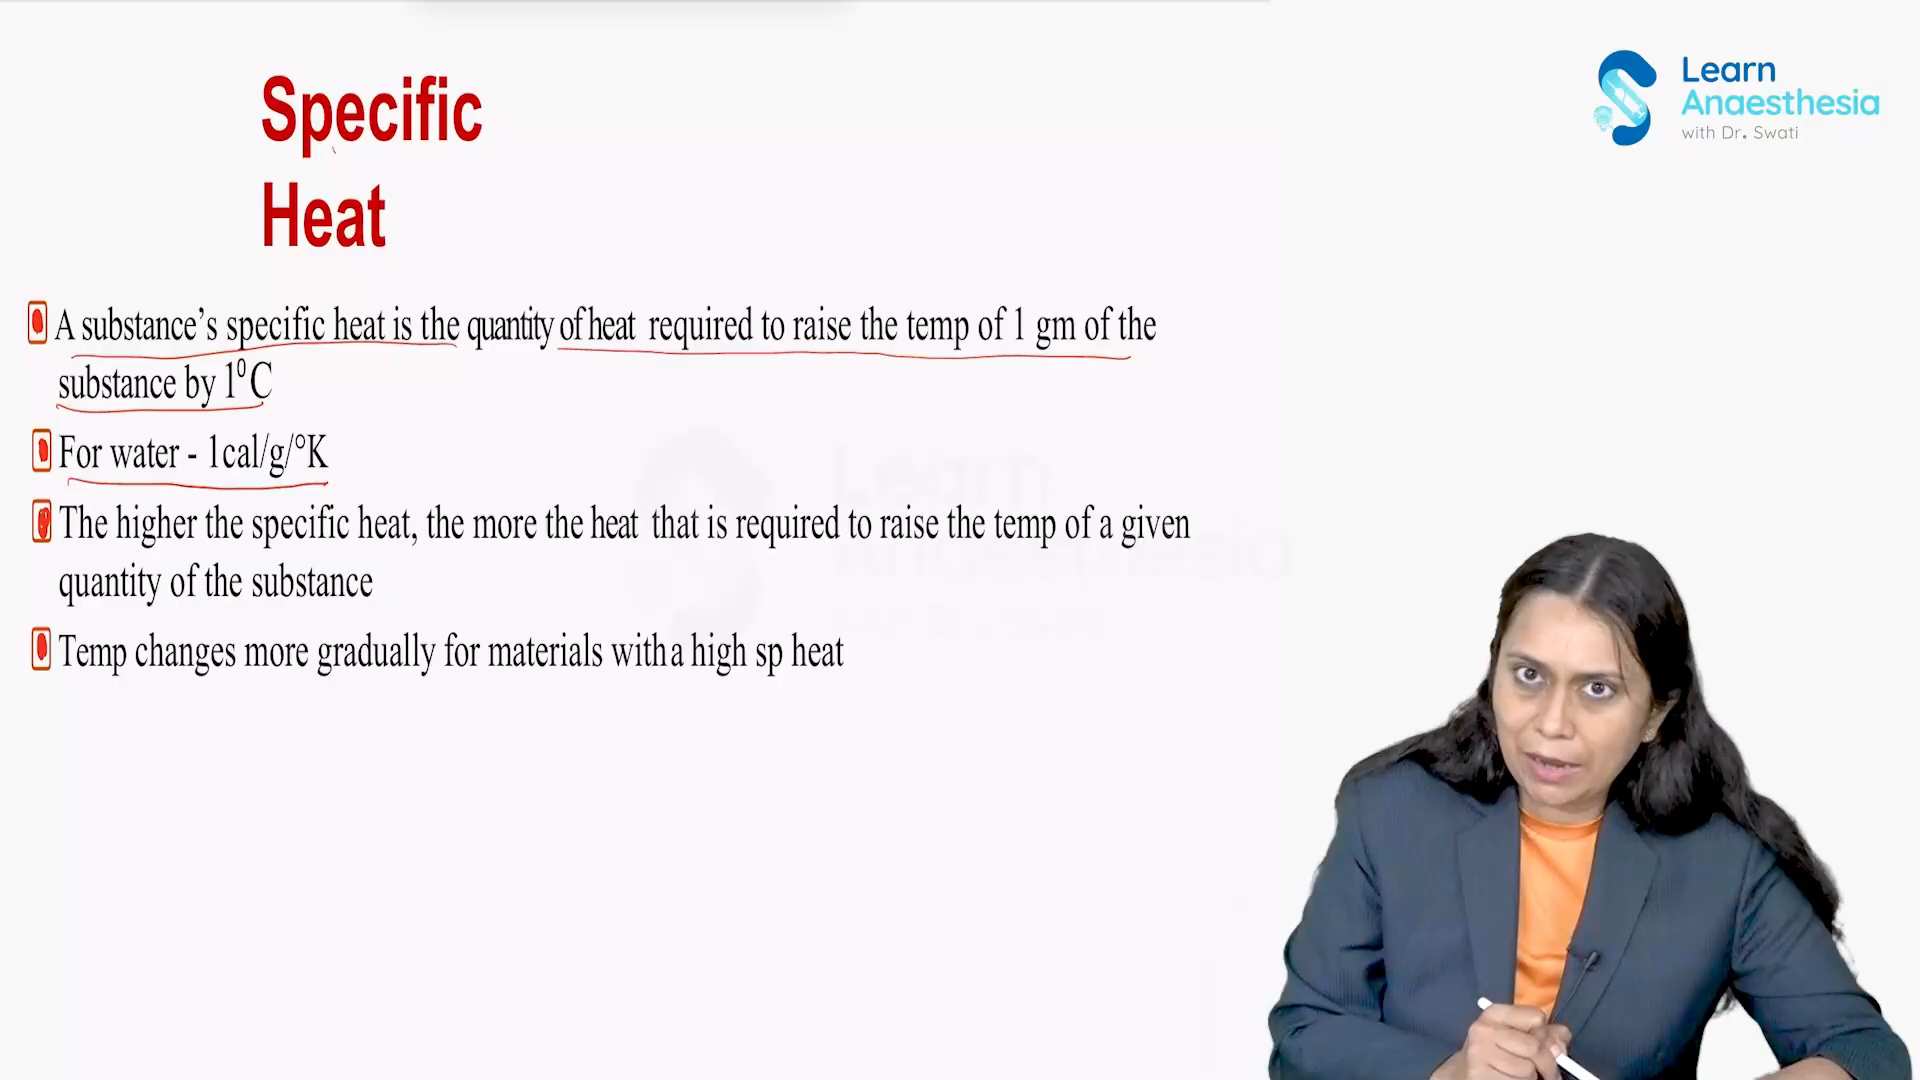 Learn
Anaesthesia
with Dr. Swati
Specific
Heat
A substance’s specific heat is the quantity of heat required to raise the temp of 1 gm of the
substance by 1⁰C
For water - 1cal/g/°K
The higher the specific heat, the more the heat that is required to raise the temp of a given
quantity of the substance
Temp changes more gradually for materials with a high sp heat
Learn
Anaesthesia